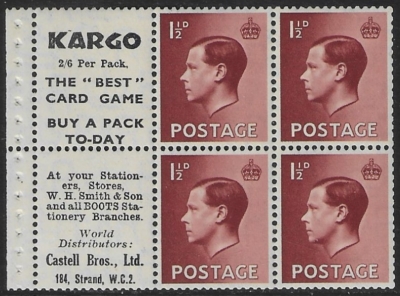 KARGO
2/6 Per Pack.
THE "BEST"
CARD GAME
BUY A PACK
TO-DAY
At your Station-
ers, Stores,
W. H. Smith & Son
and all BOOTS Sta-
tionery Branches.
World
Distributors:
Castell Bros., Ltd.
184, Strand, W.C.2.
1½D
POSTAGE
1½D
POSTAGE
1½D
POSTAGE
1½D
POSTAGE